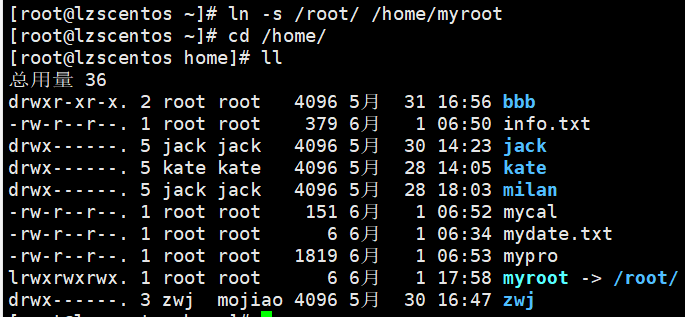 [root@lzscentos ~]# ln -s /root/ /home/myroot
[root@lzscentos ~]# cd /home/
[root@lzscentos home]# ll
总用量 36
drwxr-xr-x. 2 root root   4096 5月  31 16:56 bbb
-rw-r--r--. 1 root root    379 6月   1 06:50 info.txt
drwx------. 5 jack jack   4096 5月  30 14:23 jack
drwx------. 5 kate kate   4096 5月  28 14:05 kate
drwx------. 5 jack jack   4096 5月  28 18:03 milan
-rw-r--r--. 1 root root    151 6月   1 06:52 mycal
-rw-r--r--. 1 root root      6 6月   1 06:34 mydate.txt
-rw-r--r--. 1 root root   1819 6月   1 06:53 mypro
lrwxrwxrwx. 1 root root      6 6月   1 17:58 myroot -> /root/
drwx------. 3 zwj  mojiao 4096 5月  30 16:47 zwj